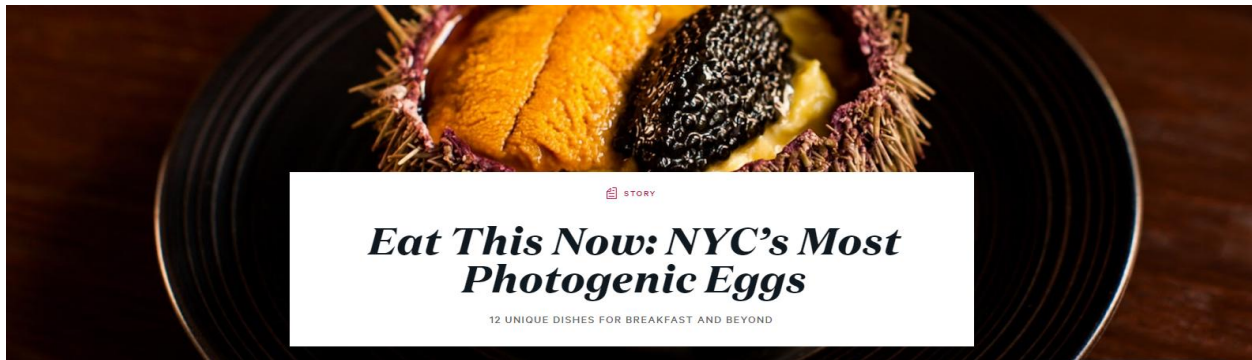 STORY
Eat This Now: NYC’s Most
Photogenic Eggs
12 UNIQUE DISHES FOR BREAKFAST AND BEYOND